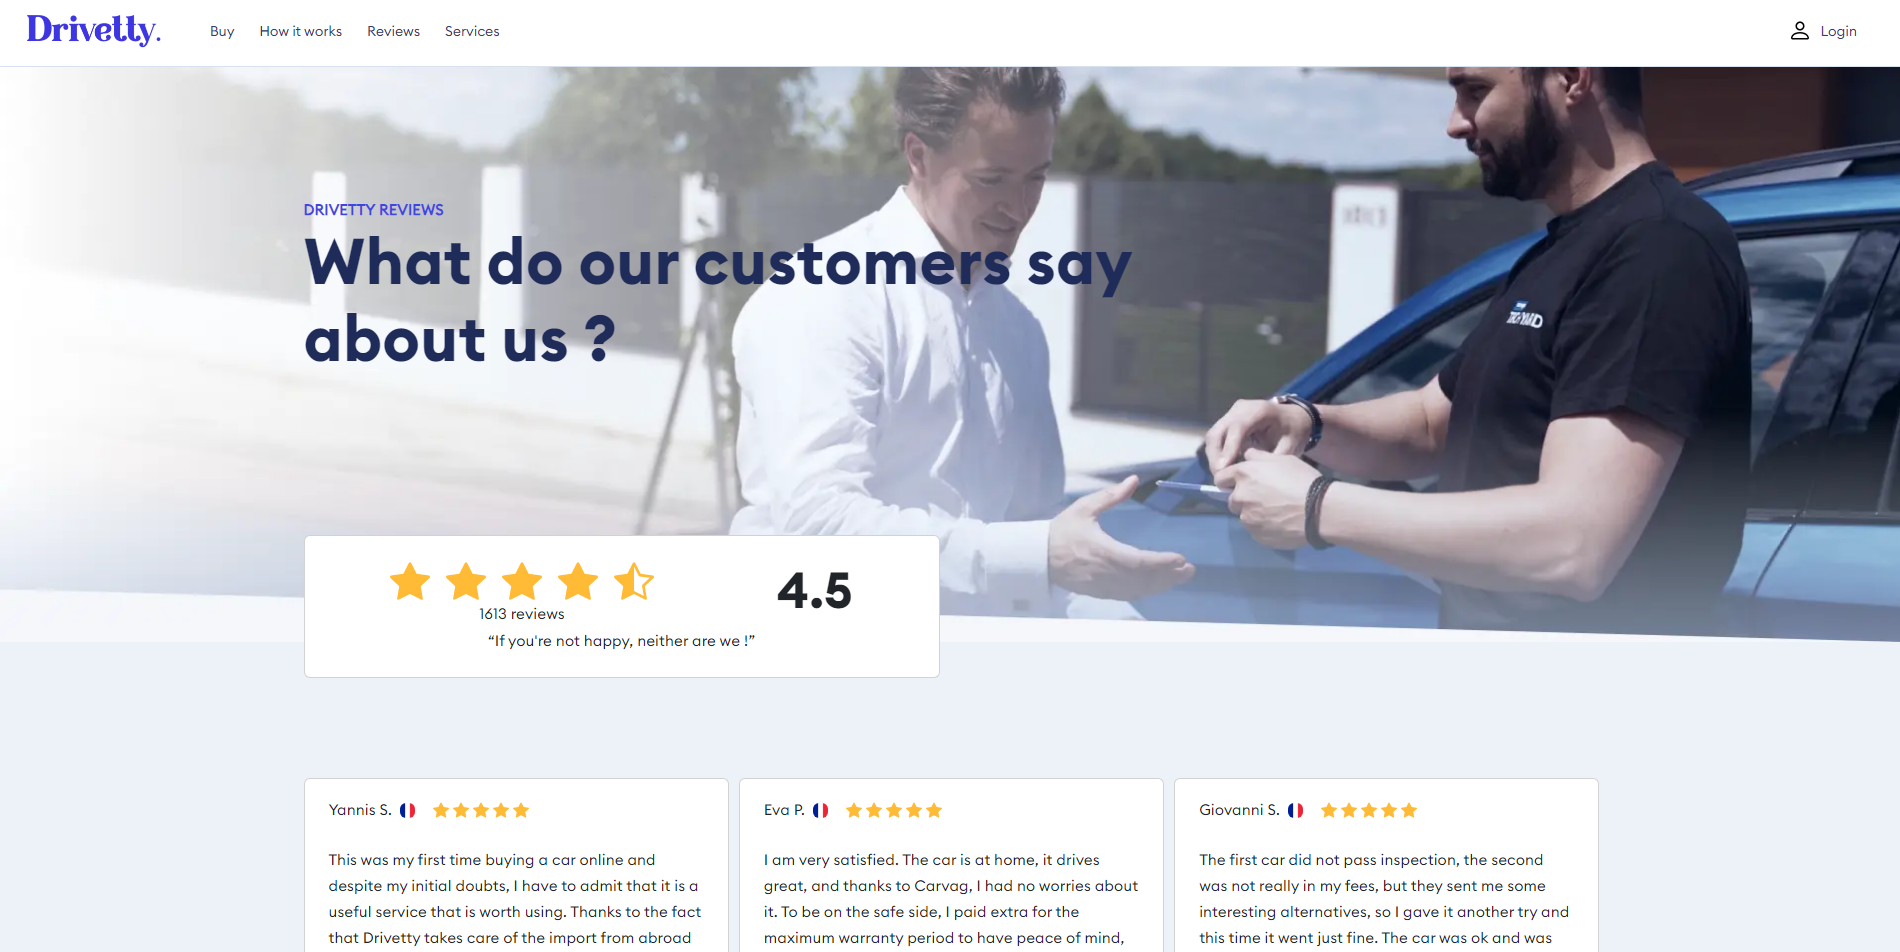 Drivetty.
Buy
How it works
Reviews
Services
Login
DRIVETTY REVIEWS
What do our customers say
about us ?
4.5
1613 reviews
“If you're not happy, neither are we !”
Yannis S.
This was my first time buying a car online and
despite my initial doubts, I have to admit that it is a
useful service that is worth using. Thanks to the fact
that Drivetty takes care of the import from abroad
Eva P.
I am very satisfied. The car is at home, it drives
great, and thanks to Carvag, I had no worries about
it. To be on the safe side, I paid extra for the
maximum warranty period to have peace of mind,
Giovanni S.
The first car did not pass inspection, the second
was not really in my fees, but they sent me some
interesting alternatives, so I gave it another try and
this time it went just fine. The car was ok and was